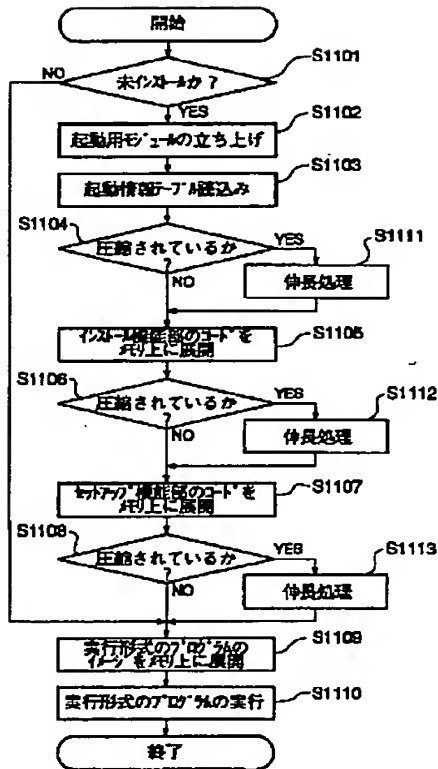 開始
S1101
NO
未インストールか?
YES
S1102
起動用モジュールの立ち上げ
S1103
起動情報テーブル読込み
S1104
圧縮されているか
?
YES
NO
S1111
伸長処理
S1105
インストール機能部のコードを
メモリ上に展開
S1106
圧縮されているか
?
YES
NO
S1112
伸長処理
S1107
セットアップ機能部のコードを
メモリ上に展開
S1108
圧縮されているか
?
YES
NO
S1113
伸長処理
S1109
実行形式のプログラムの
イメージをメモリ上に展開
S1110
実行形式のプログラムの実行
終了